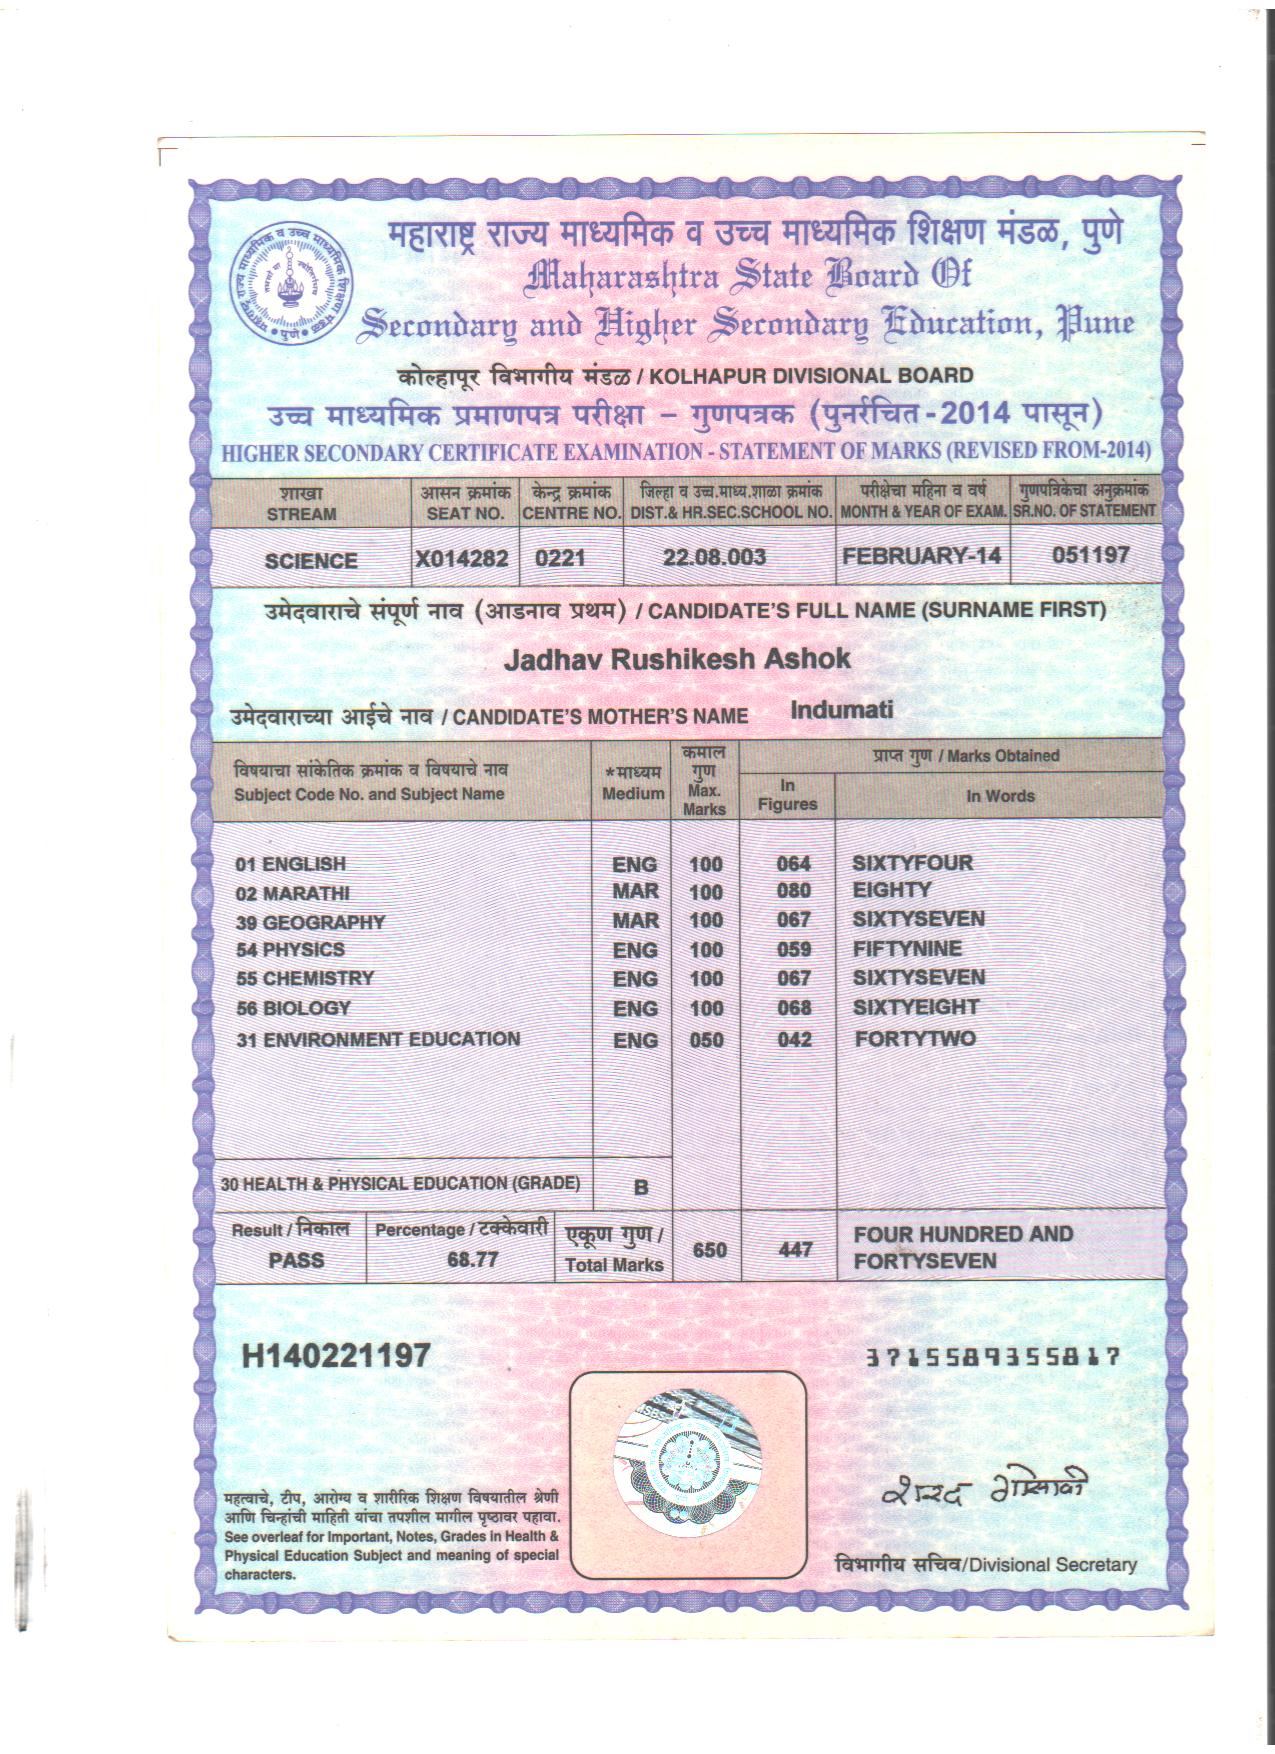 महाराष्ट्र राज्य माध्यमिक व उच्च माध्यमिक शिक्षण मंडळ, पुणे
Maharashtra State Board Of
Secondary and Higher Secondary Education, Pune
कोल्हापूर विभागीय मंडळ / KOLHAPUR DIVISIONAL BOARD
उच्च माध्यमिक प्रमाणपत्र परीक्षा – गुणपत्रक (पुनर्रचित - 2014 पासून)
HIGHER SECONDARY CERTIFICATE EXAMINATION - STATEMENT OF MARKS (REVISED FROM-2014)
शाखा आसन क्रमांक केन्द्र क्रमांक जिल्हा व उच्च.माध्य.शाळा क्रमांक परीक्षेचा महिना व वर्ष गुणपत्रिकेचा अनुक्रमांक
STREAM SEAT NO. CENTRE NO. DIST.& HR.SEC.SCHOOL NO. MONTH & YEAR OF EXAM. SR.NO. OF STATEMENT
SCIENCE X014282 0221 22.08.003 FEBRUARY-14 051197
उमेदवाराचे संपूर्ण नाव (आडनाव प्रथम) / CANDIDATE'S FULL NAME (SURNAME FIRST)
Jadhav Rushikesh Ashok
उमेदवाराच्या आईचे नाव / CANDIDATE'S MOTHER'S NAME Indumati
विषयाचा सांकेतिक क्रमांक व विषयाचे नाव *माध्यम कमाल गुण प्राप्त गुण / Marks Obtained
Subject Code No. and Subject Name Medium Max. Marks In Figures In Words
01 ENGLISH ENG 100 064 SIXTYFOUR
02 MARATHI MAR 100 080 EIGHTY
39 GEOGRAPHY MAR 100 067 SIXTYSEVEN
54 PHYSICS ENG 100 059 FIFTYNINE
55 CHEMISTRY ENG 100 067 SIXTYSEVEN
56 BIOLOGY ENG 100 068 SIXTYEIGHT
31 ENVIRONMENT EDUCATION ENG 050 042 FORTYTWO
30 HEALTH & PHYSICAL EDUCATION (GRADE) B
Result / निकाल Percentage / टक्केवारी एकूण गुण / 650 447 FOUR HUNDRED AND
PASS 68.77 Total Marks FORTYSEVEN
H140221197 3715589355817
महत्वाचे, टीप, आरोग्य व शारीरिक शिक्षण विषयातील श्रेणी
आणि चिन्हांची माहिती यांचा तपशील मागील पृष्ठावर पहावा.
See overleaf for Important, Notes, Grades in Health &
Physical Education Subject and meaning of special
characters.
विभागीय सचिव/Divisional Secretary